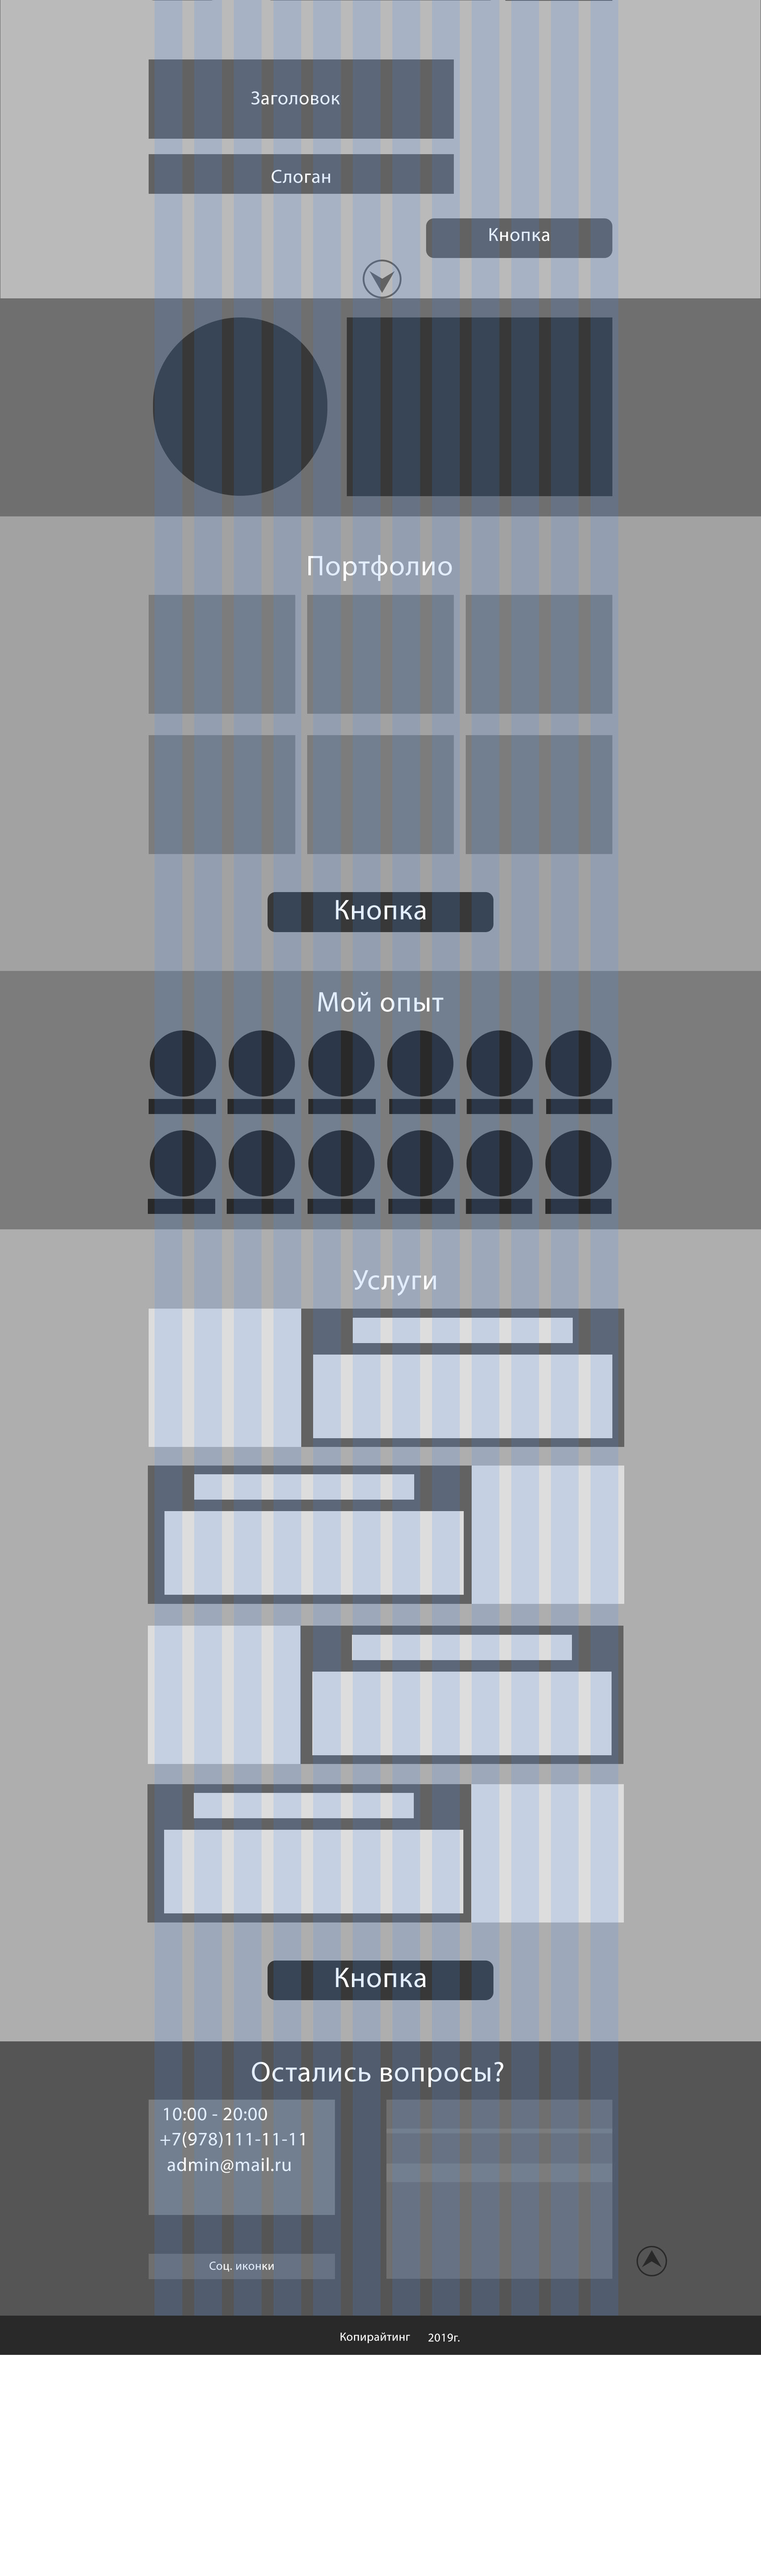 Заголовок
Слоган
Кнопка
Портфолио
Кнопка
Мой опыт
Услуги
Кнопка
Остались вопросы?
10:00 - 20:00
+7(978)111-11-11
admin@mail.ru
Соц. иконки
Копирайтинг 2019г.